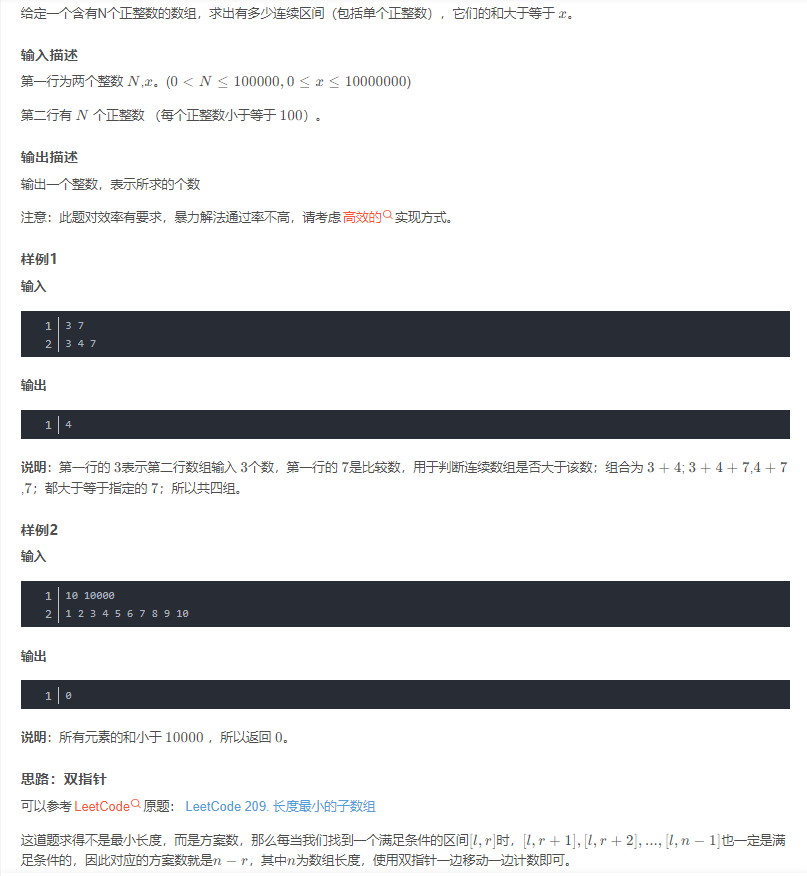 给定一个含有N个正整数的数组，求出有多少连续区间（包括单个正整数），它们的和大于等于 x。
输入描述
第一行为两个整数 N,x。(0 < N ≤ 100000, 0 ≤ x ≤ 10000000)
第二行有 N 个正整数 （每个正整数小于等于 100）。
输出描述
输出一个整数，表示所求的个数
注意：此题对效率有要求，暴力解法通过率不高，请考虑 高效的 实现方式。
样例1
输入
1 3 7
2 3 4 7
输出
1 4
说明：第一行的 3表示第二行数组输入 3个数，第一行的 7是比较数，用于判断连续数组是否大于该数；组合为 3 + 4; 3 + 4 + 7,4 + 7
,7；都大于等于指定的 7；所以共四组。
样例2
输入
1 10 10000
2 1 2 3 4 5 6 7 8 9 10
输出
1 0
说明：所有元素的和小于 10000 ，所以返回 0。
思路：双指针
可以参考 LeetCode 原题： LeetCode 209. 长度最小的子数组
这道题求得不是最小长度，而是方案数，那么每当我们找到一个满足条件的区间[l, r]时，[l, r + 1], [l, r + 2], ..., [l, n − 1]也一定是满
足条件的，因此对应的方案数就是n − r，其中n为数组长度，使用双指针一边移动一边计数即可。